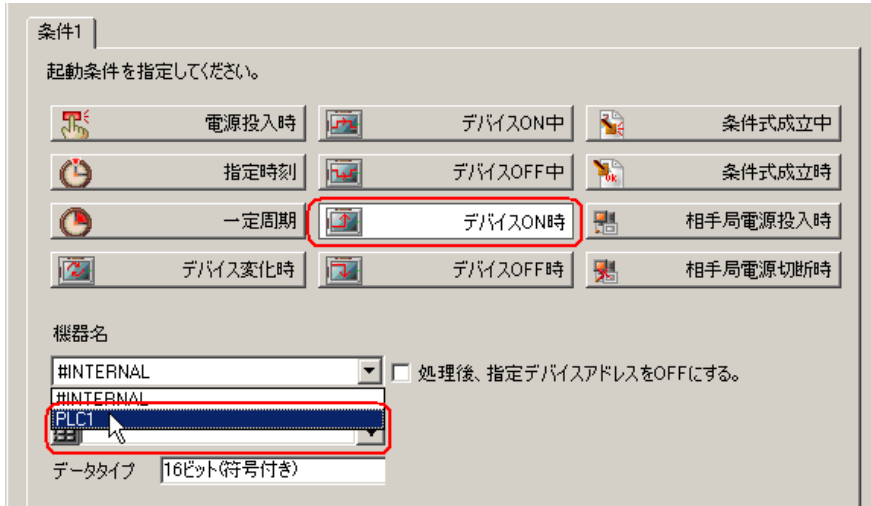 条件1
起動条件を指定してください。
電源投入時 デバイスON中 条件式成立中
指定時刻 デバイスOFF中 条件式成立時
一定周期 デバイスON時 相手局電源投入時
デバイス変化時 デバイスOFF時 相手局電源切断時
機器名
#INTERNAL 処理後、指定デバイスアドレスをOFFにする。
#INTERNAL
PLC1
データタイプ 16ビット(符号付き)